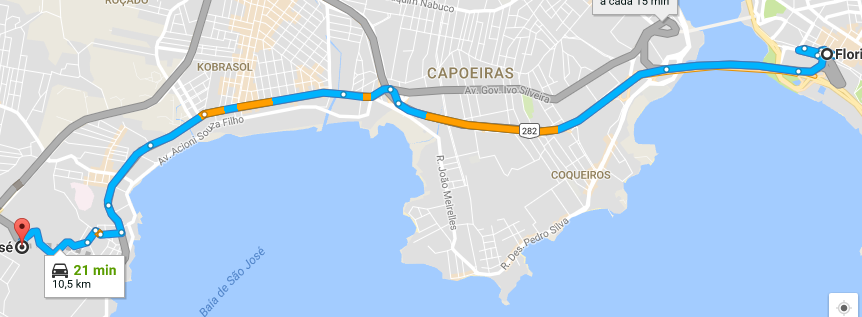 ROÇADO
quim Nabuco
a cada 15 min
Flori
KOBRASOL
CAPOEIRAS
Av. Gov. Ivo Silveira
Av. Acioni Souza Filho
282
COQUEIROS
R. João Meirelles
R. Des. Pedro Silva
sé
21 min
10,5 km
Baía de São José